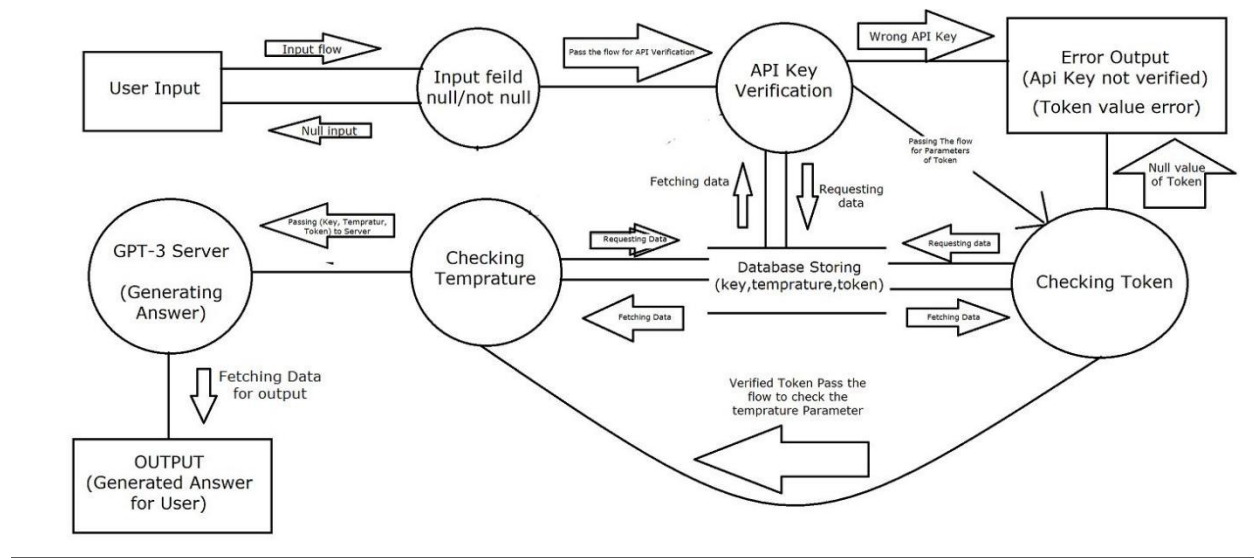 Input flow
Pass the flow for API Verification
Wrong API Key
User Input
Input feild
null/not null
API Key
Verification
Error Output
(Api Key not verified)
(Token value error)
Null input
Passing The flow
for Parameters
of Token
Null value
of Token
Fetching data
Requesting
data
Passing (Key, Tempratur,
Token) to Server
GPT-3 Server
(Generating
Answer)
Checking
Temprature
Requesting Data
Database Storing
(key,temprature,token)
Requesting data
Checking Token
Fetching Data
Fetching Data
Fetching Data
for output
Verified Token Pass the
flow to check the
temprature Parameter
OUTPUT
(Generated Answer
for User)